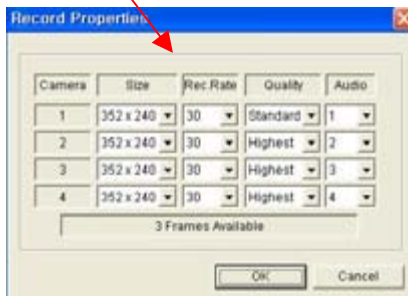 Record Properties
Camera Size Rec.Rate Quality Audio
1 352 x 240 30 Standard 1
2 352 x 240 30 Highest 2
3 352 x 240 30 Highest 3
4 352 x 240 30 Highest 4
3 Frames Available
OK Cancel